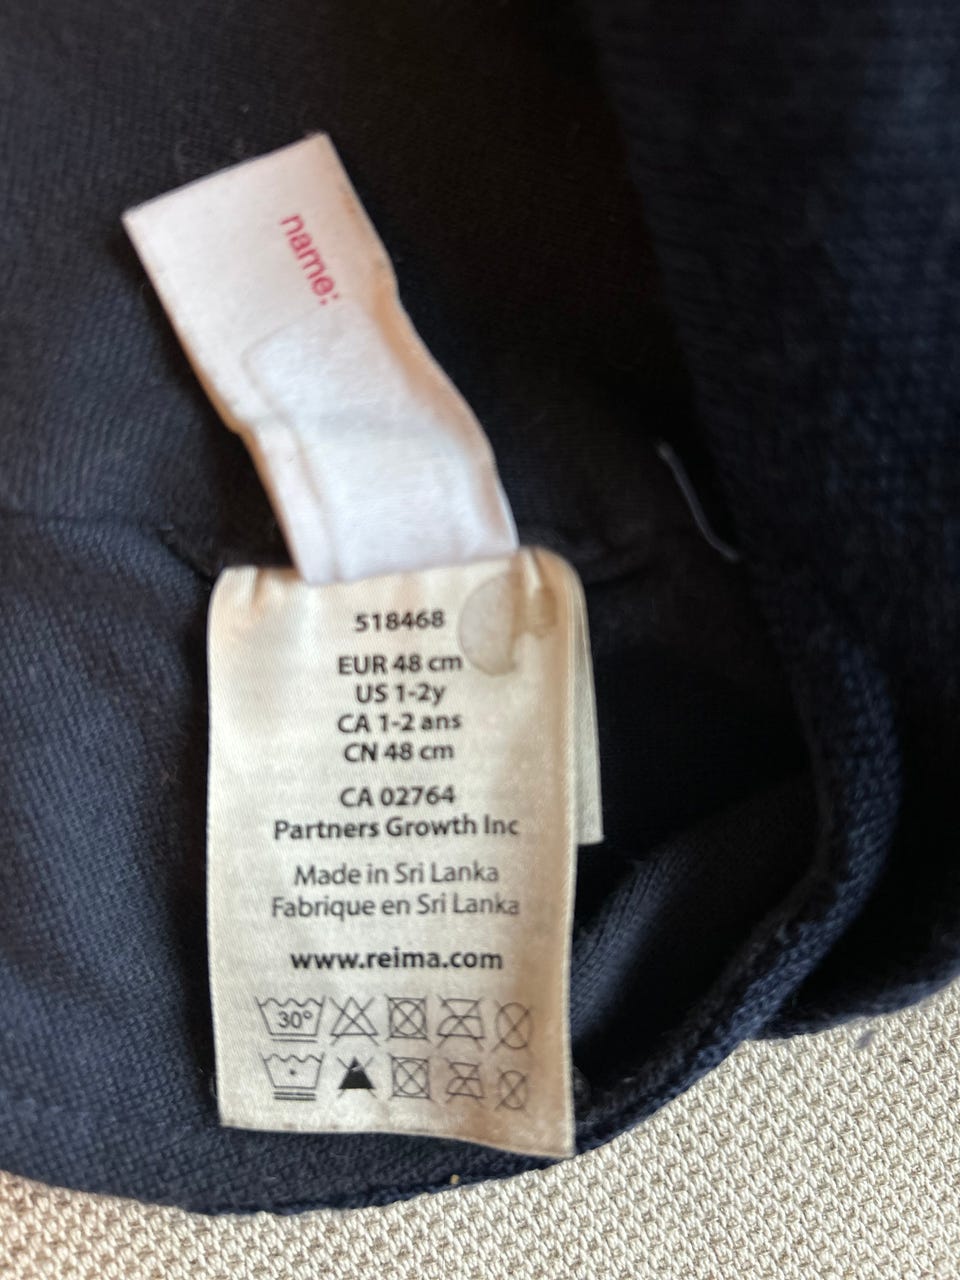 name:
518468
EUR 48 cm
US 1-2y
CA 1-2 ans
CN 48 cm
CA 02764
Partners Growth Inc
Made in Sri Lanka
Fabrique en Sri Lanka
www.reima.com
30°